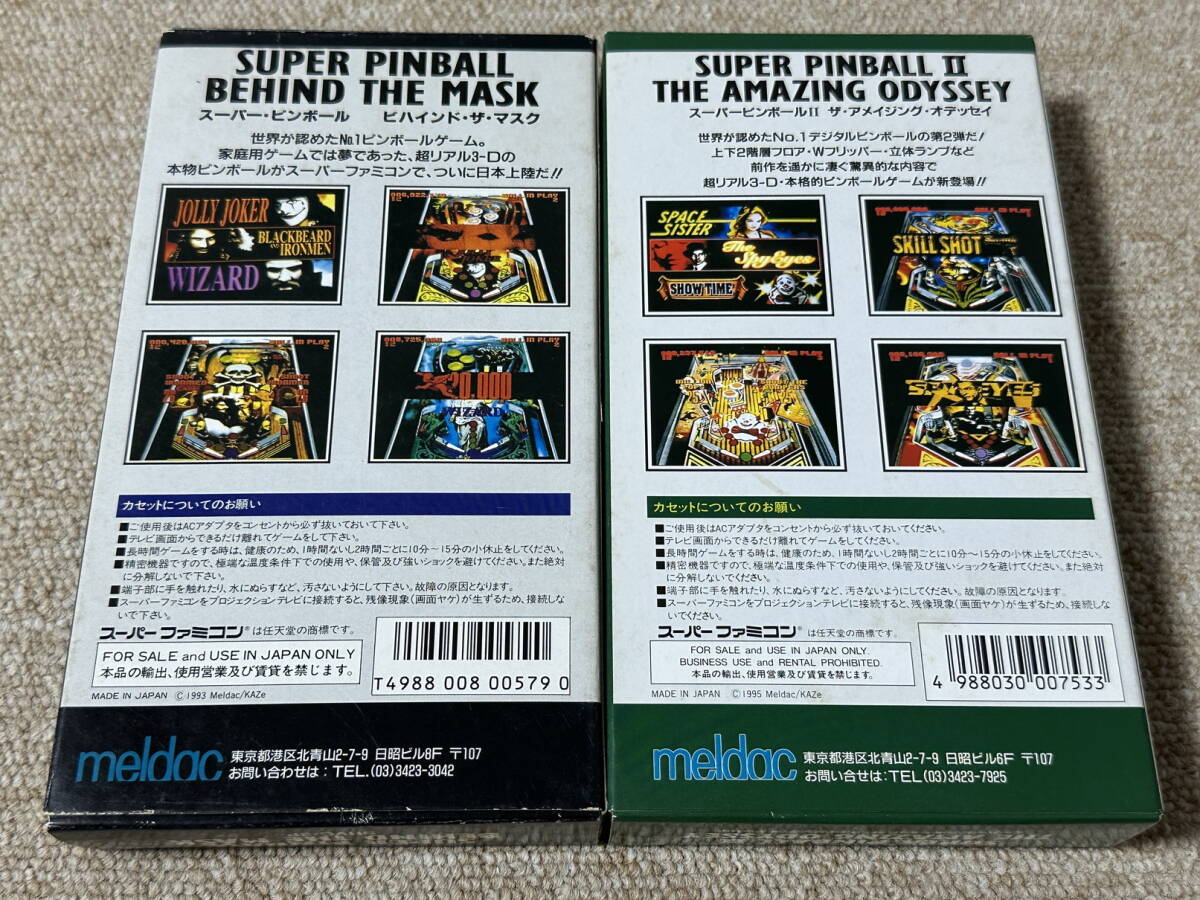 SUPER PINBALL
BEHIND THE MASK
スーパー・ピンボール ビハインド・ザ・マスク
世界が認めたNo.1ピンボールゲーム。
家庭用ゲームでは夢であった、超リアル3-Dの
本物ピンボールがスーパーファミコンで、ついに日本上陸だ!!
JOLLY JOKER
BLACKBEARD
IRONMEN
WIZARD
BALL IN PLAY
2
BALL IN PLAY
2
BALL IN PLAY
2
20,000
WIZARD
カセットについてのお願い
■ご使用後はACアダプタをコンセントから必ず抜いておいて下さい。
■テレビ画面からできるだけ離れてゲームをして下さい。
■長時間ゲームをする時は、健康のため、1時間ないし2時間ごとに10分～15分の小休止をしてください。
■精密機器ですので、極端な温度条件下での使用や、保管及び強いショックを避けてください。また絶対
に分解しないで下さい。
■端子部に手を触れたり、水にぬらすなど、汚さないようにして下さい。故障の原因となります。
■スーパーファミコンをプロジェクションテレビに接続すると、残像現象(画面ヤケ)が生ずるため、接続しな
いで下さい。
スーパーファミコン®は任天堂の商標です。
FOR SALE and USE IN JAPAN ONLY
本品の輸出、使用営業及び賃貸を禁じます。
T4988 008 00579 0
MADE IN JAPAN ©1993 Meldac/KAZe
meldac
東京都港区北青山2-7-9 日昭ビル8F 〒107
お問い合わせは：TEL.(03)3423-3042
SUPER PINBALL II
THE AMAZING ODYSSEY
スーパーピンボールII ザ・アメイジング・オデッセイ
世界が認めたNo.1デジタルピンボールの第2弾だ!
上下2階層フロア・Wフリッパー・立体ランプなど
前作を遥かに凄ぐ驚異的な内容で
超リアル3-D・本格的ピンボールゲームが新登場!!
SPACE
SISTER
The
SpyEyes
SHOW TIME
BALL IN PLAY
SKILL SHOT
BALL IN PLAY
BALL IN PLAY
SPY EYES
カセットについてのお願い
■ご使用後はACアダプタをコンセントから必ず抜いておいてください。
■テレビ画面からできるだけ離れてゲームをしてください。
■長時間ゲームをする時は、健康のため、1時間ないし2時間ごとに10分～15分の小休止をしてください。
■精密機器ですので、極端な温度条件下での使用や、保管及び強いショックを避けてください。また絶対
に分解しないでください。
■端子部に手を触れたり、水にぬらすなど、汚さないようにしてください。故障の原因となります。
■スーパーファミコンをプロジェクションテレビに接続すると、残像現象(画面ヤケ)が生ずるため、接続しな
いでください。
スーパーファミコン®は任天堂の商標です。
FOR SALE and USE IN JAPAN ONLY.
BUSINESS USE and RENTAL PROHIBITED.
本品の輸出、使用営業及び賃貸を禁じます。
4 988030 007533
MADE IN JAPAN ©1995 Meldac/KAZe
meldac
東京都港区北青山2-7-9 日昭ビル6F 〒107
お問い合せは：TEL(03)3423-7925